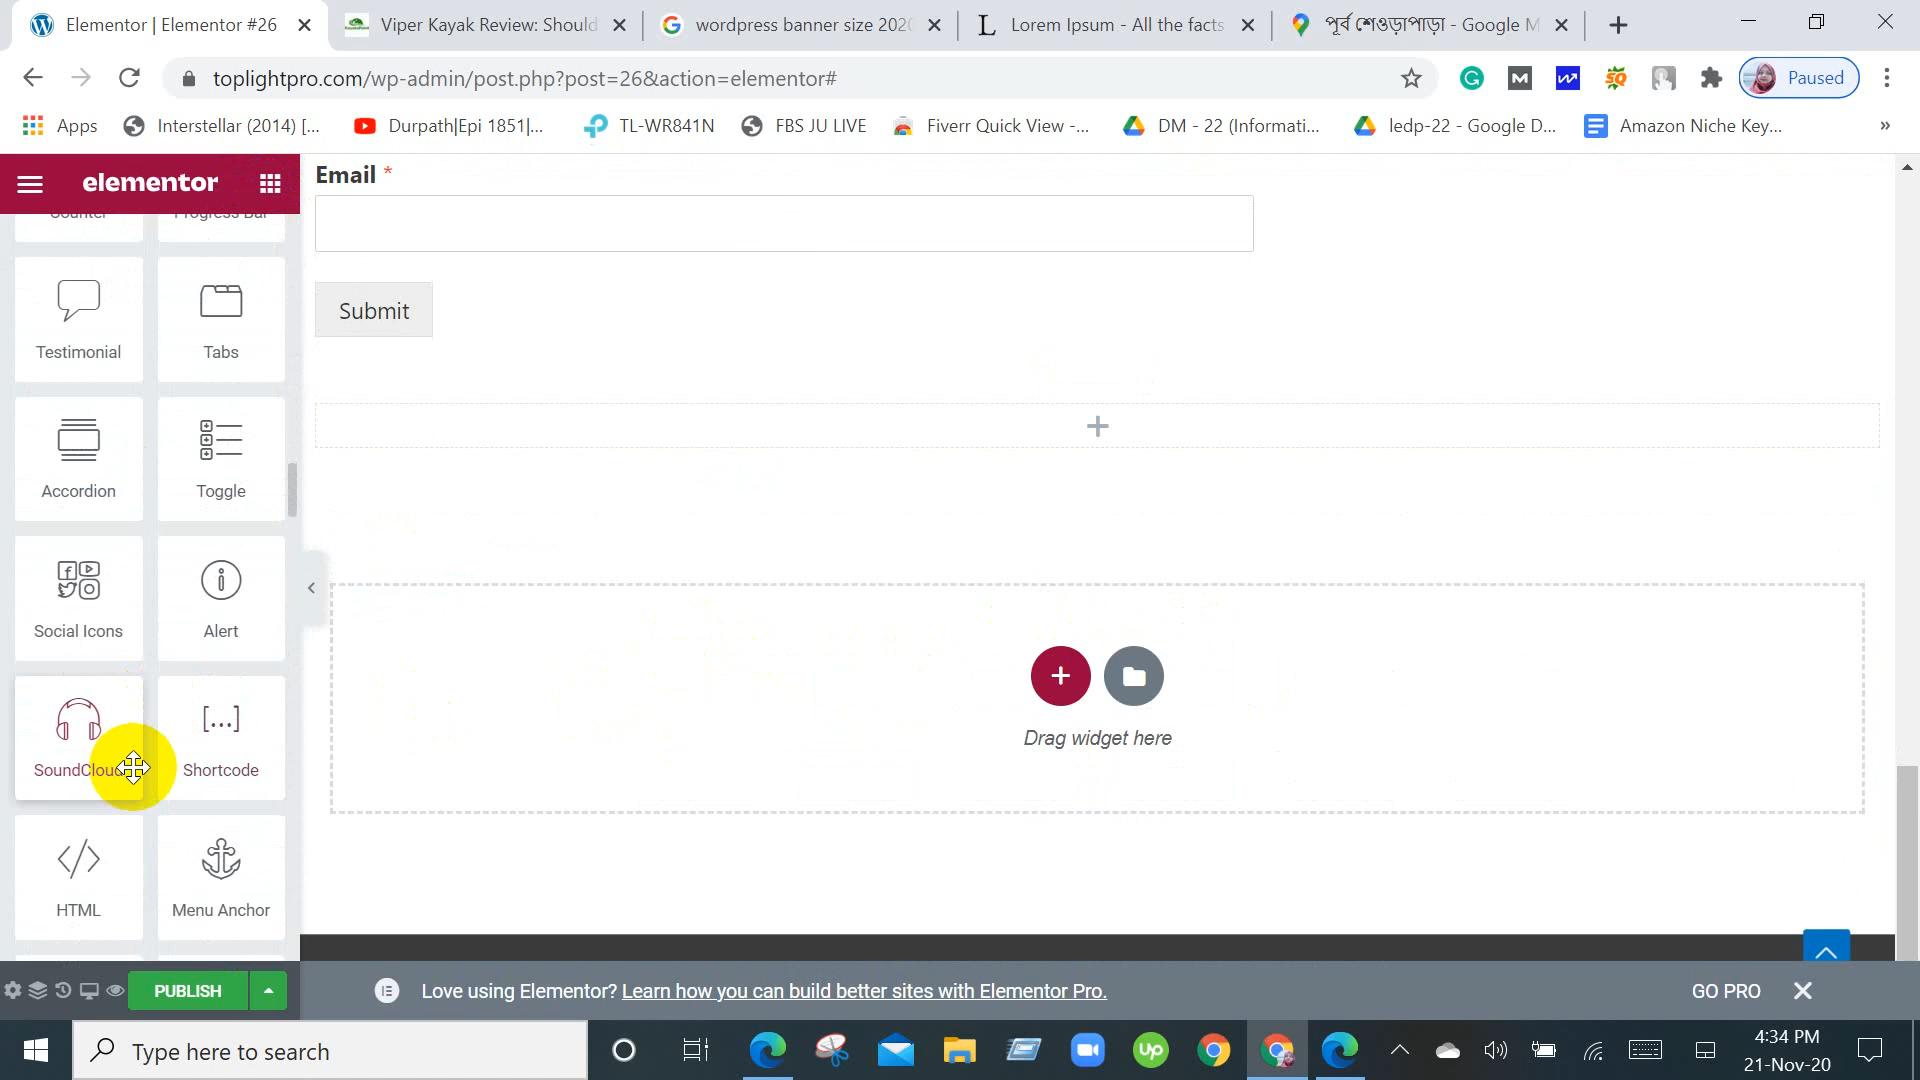 Elementor | Elementor #26
Viper Kayak Review: Should
wordpress banner size 202
Lorem Ipsum - All the facts
পূর্ব শেওড়াপাড়া - Google M
toplightpro.com/wp-admin/post.php?post=26&action=elementor#
Paused
Apps
Interstellar (2014) [...
Durpath|Epi 1851|...
TL-WR841N
FBS JU LIVE
Fiverr Quick View -...
DM - 22 (Informati...
ledp-22 - Google D...
Amazon Niche Key...
elementor
Counter
Progress Bar
Testimonial
Tabs
Accordion
Toggle
Social Icons
Alert
SoundCloud
Shortcode
HTML
Menu Anchor
PUBLISH
Email *
Submit
Drag widget here
Love using Elementor? Learn how you can build better sites with Elementor Pro.
GO PRO
Type here to search
4:34 PM
21-Nov-20